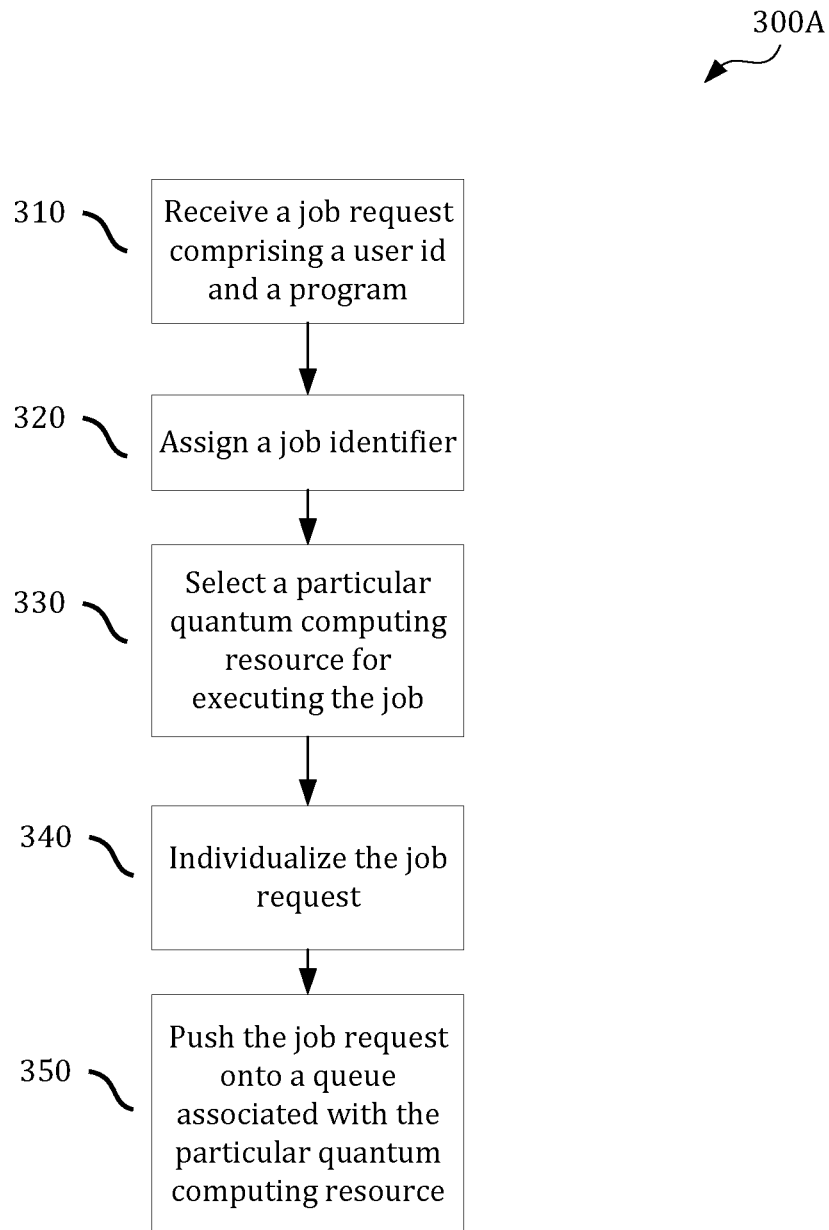 300A
310
Receive a job request
comprising a user id
and a program
320
Assign a job identifier
330
Select a particular
quantum computing
resource for
executing the job
340
Individualize the job
request
350
Push the job request
onto a queue
associated with the
particular quantum
computing resource